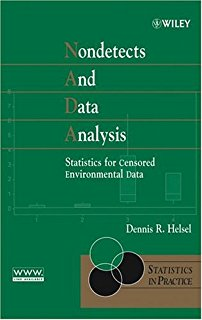 WILEY
Nondetects
And
Data
Analysis
Statistics for Censored
Environmental Data
Dennis R. Helsel
WWW.
STATISTICS
IN PRACTICE